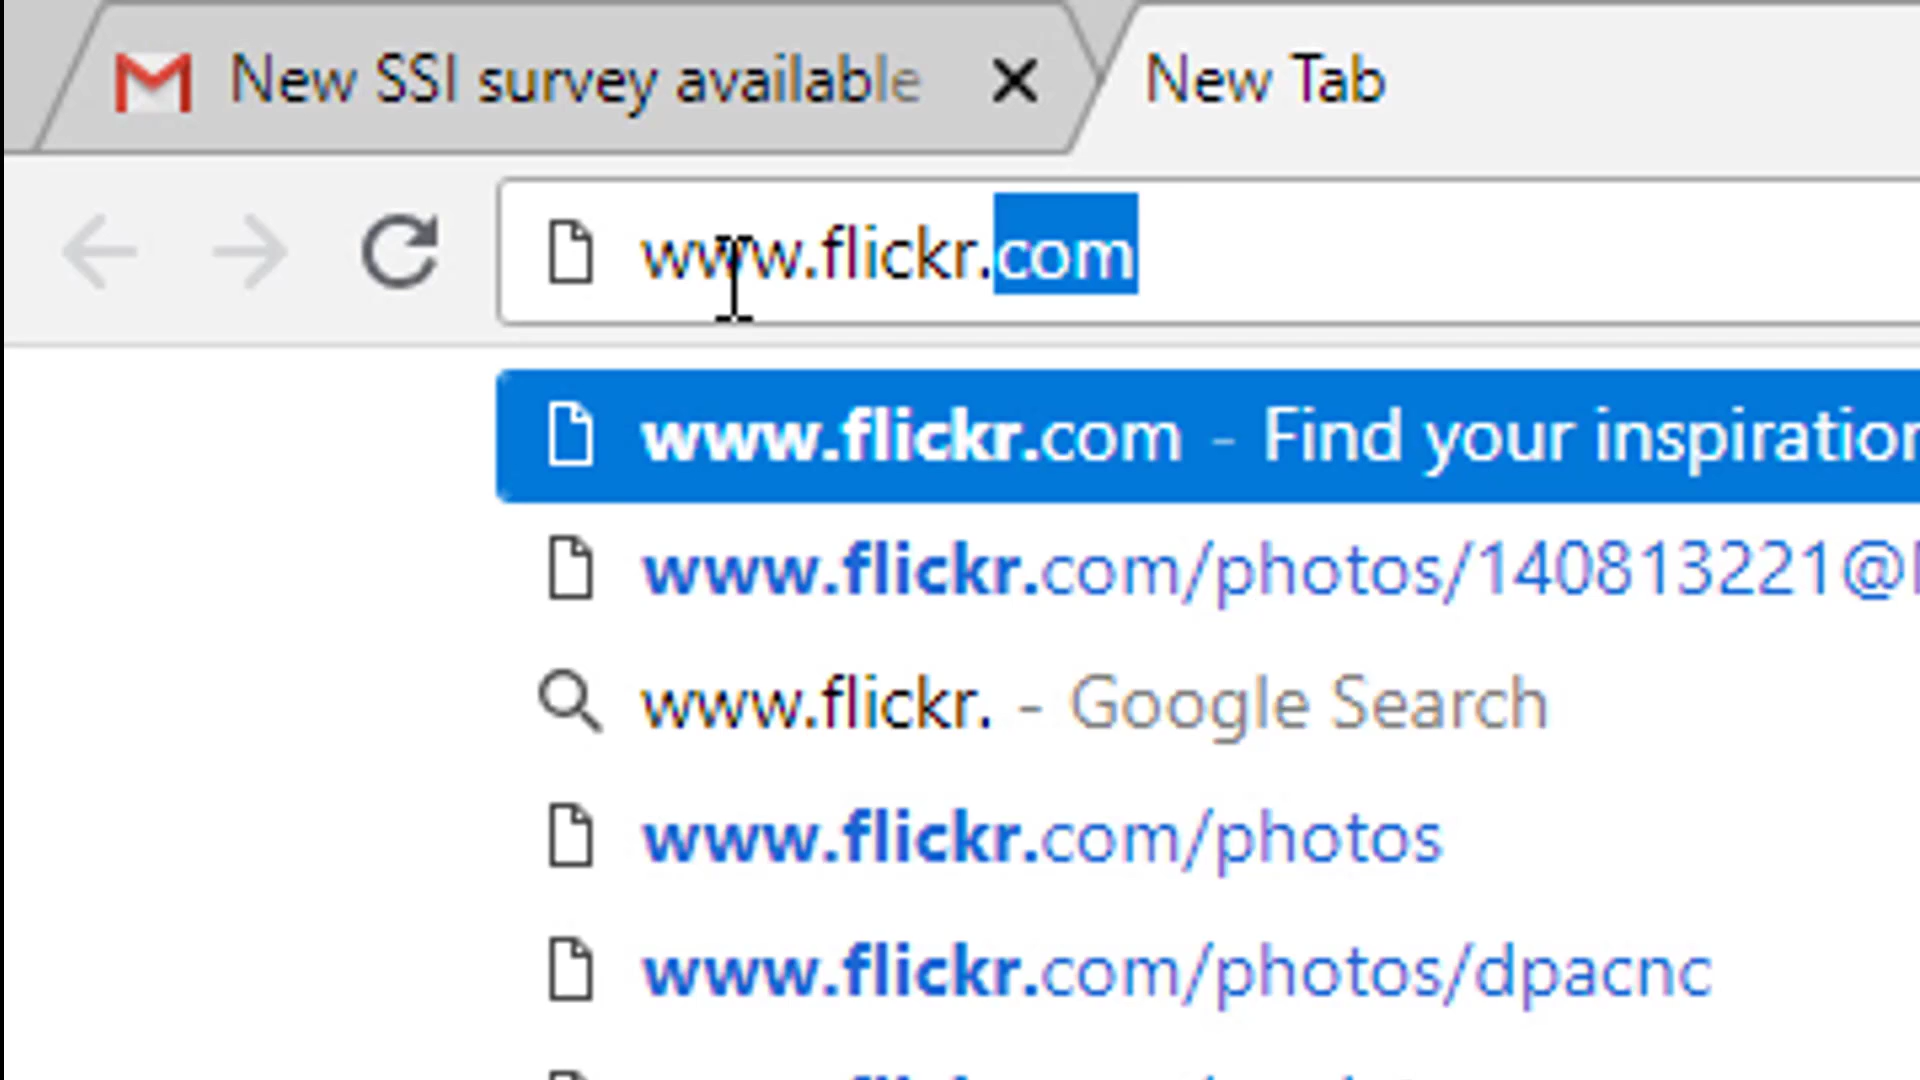 New SSI survey available
New Tab
www.flickr.com
www.flickr.com - Find your inspiration
www.flickr.com/photos/140813221@
www.flickr. - Google Search
www.flickr.com/photos
www.flickr.com/photos/dpacnc